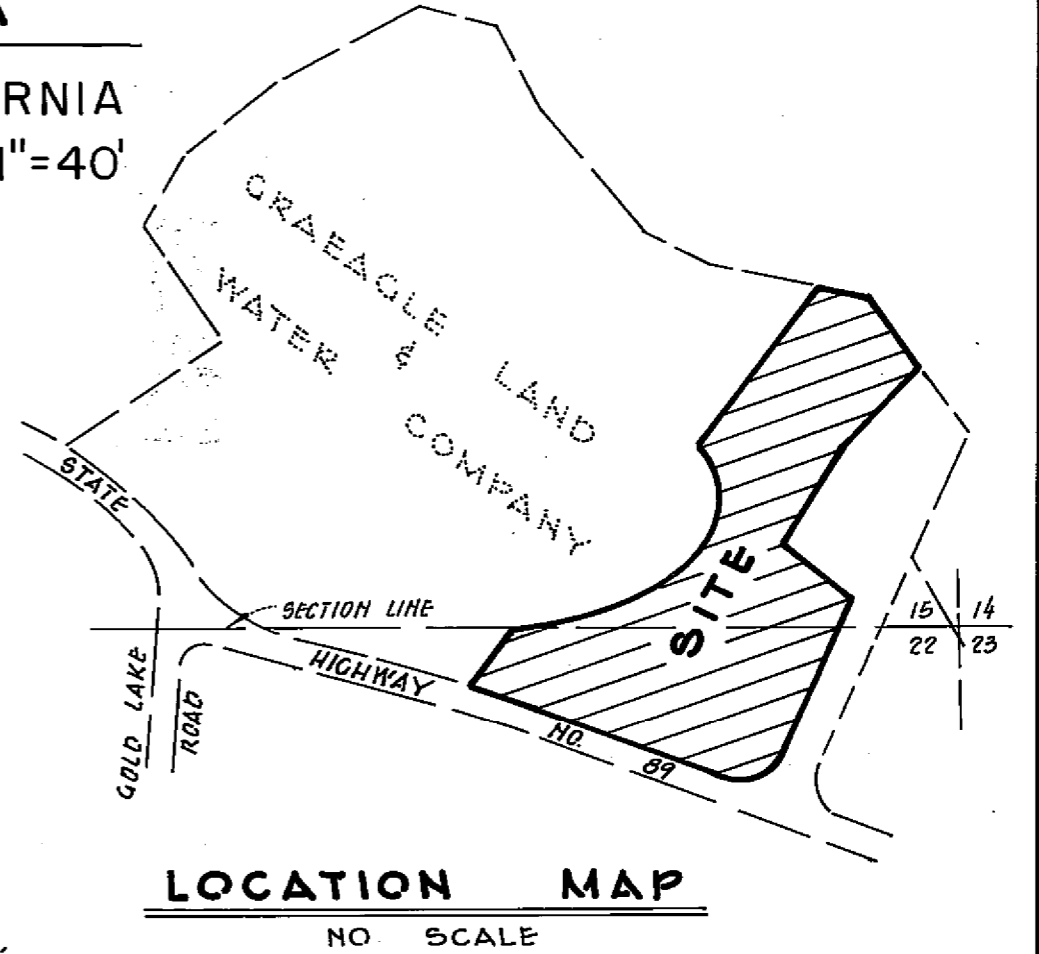 A
RNIA
1"=40'
GRAEAGLE LAND
WATER & COMPANY
STATE
SECTION LINE
HIGHWAY
NO. 89
GOLD LAKE
ROAD
SITE
15 14
22 23
LOCATION MAP
NO SCALE